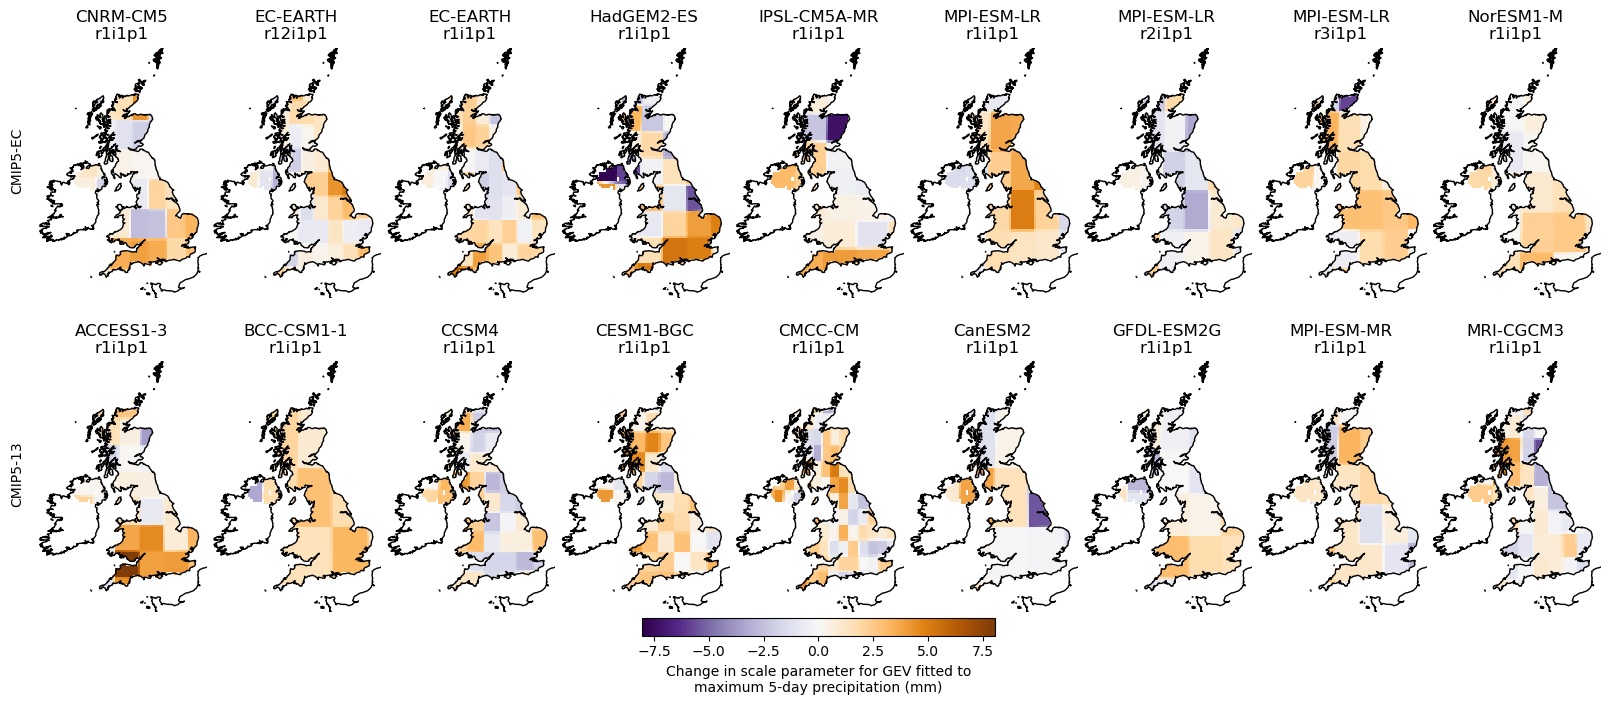 CNRM-CM5
r1i1p1
EC-EARTH
r12i1p1
EC-EARTH
r1i1p1
HadGEM2-ES
r1i1p1
IPSL-CM5A-MR
r1i1p1
MPI-ESM-LR
r1i1p1
MPI-ESM-LR
r2i1p1
MPI-ESM-LR
r3i1p1
NorESM1-M
r1i1p1
CMIP5-EC
ACCESS1-3
r1i1p1
BCC-CSM1-1
r1i1p1
CCSM4
r1i1p1
CESM1-BGC
r1i1p1
CMCC-CM
r1i1p1
CanESM2
r1i1p1
GFDL-ESM2G
r1i1p1
MPI-ESM-MR
r1i1p1
MRI-CGCM3
r1i1p1
CMIP5-13
−7.5 −5.0 −2.5 0.0 2.5 5.0 7.5
Change in scale parameter for GEV fitted to
maximum 5-day precipitation (mm)